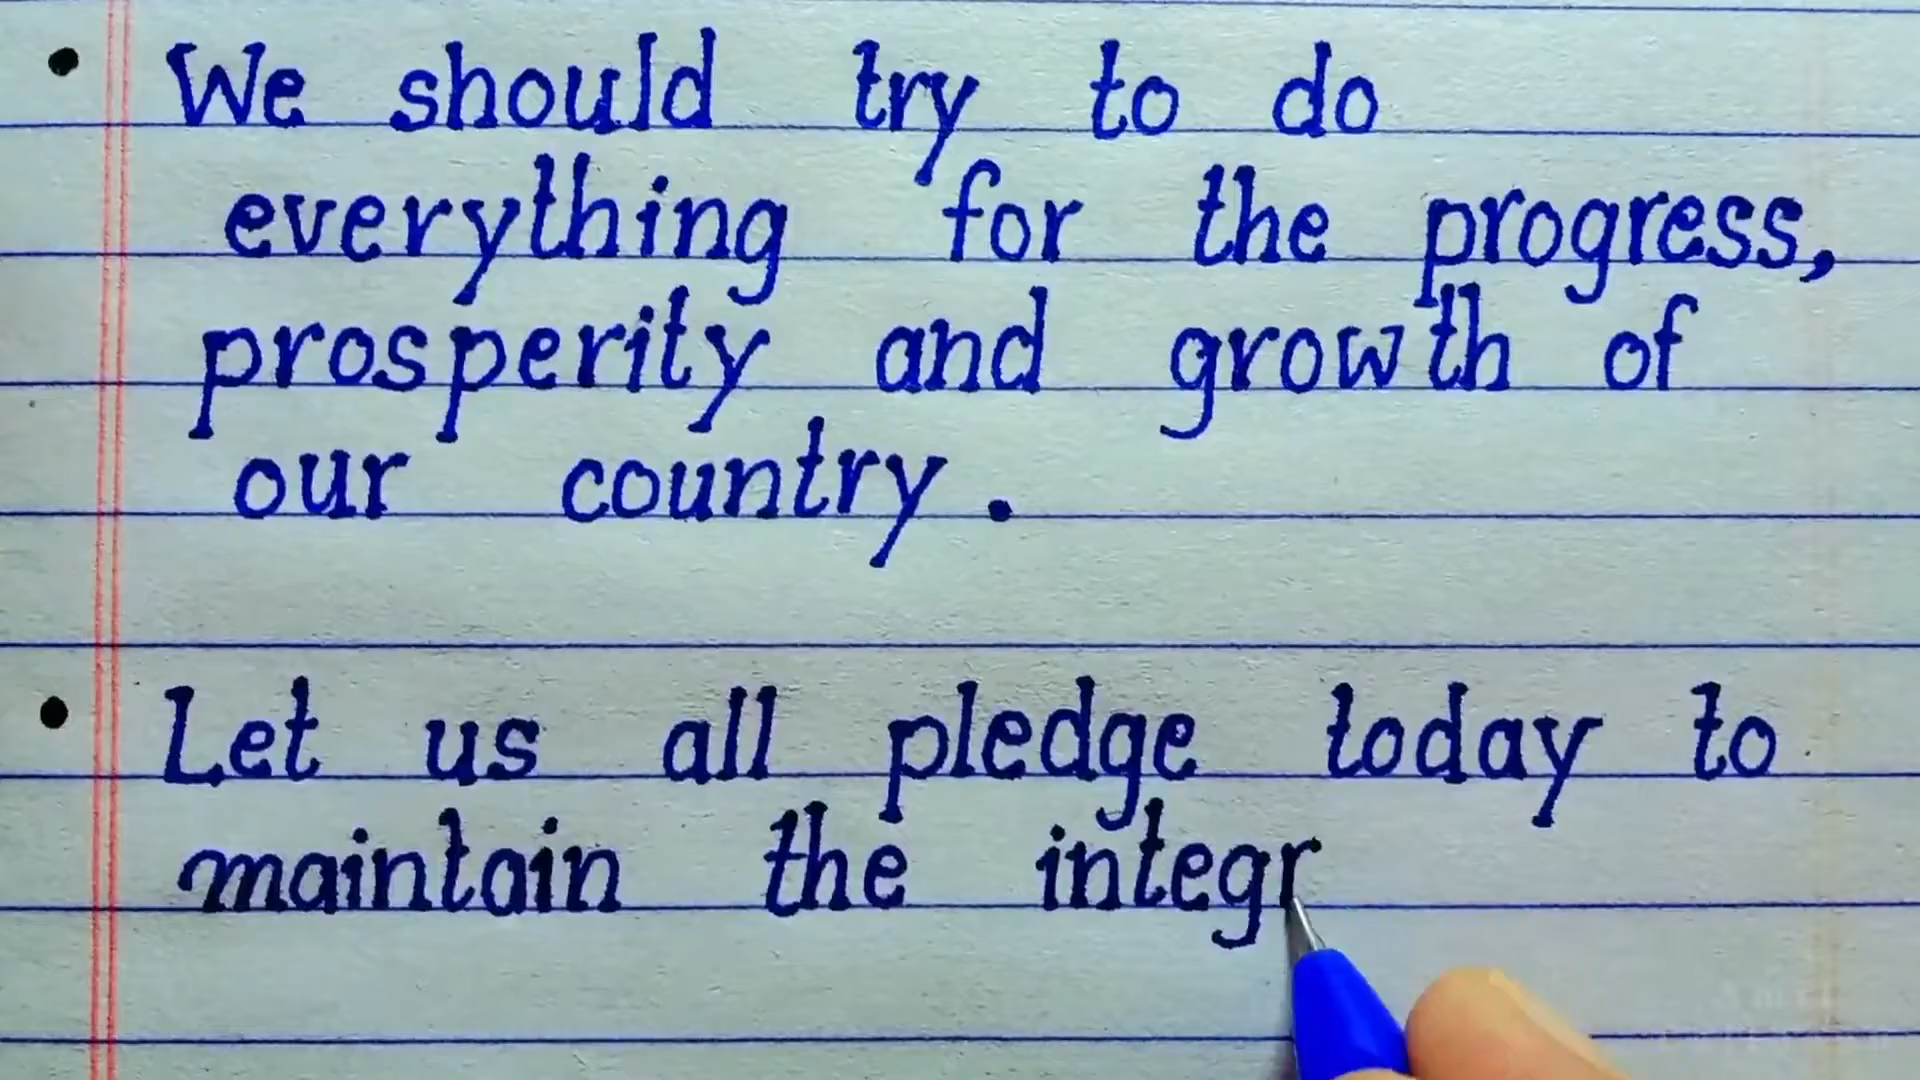 • We should try to do
everything for the progress,
prosperity and growth of
our country.
• Let us all pledge today to
maintain the integr